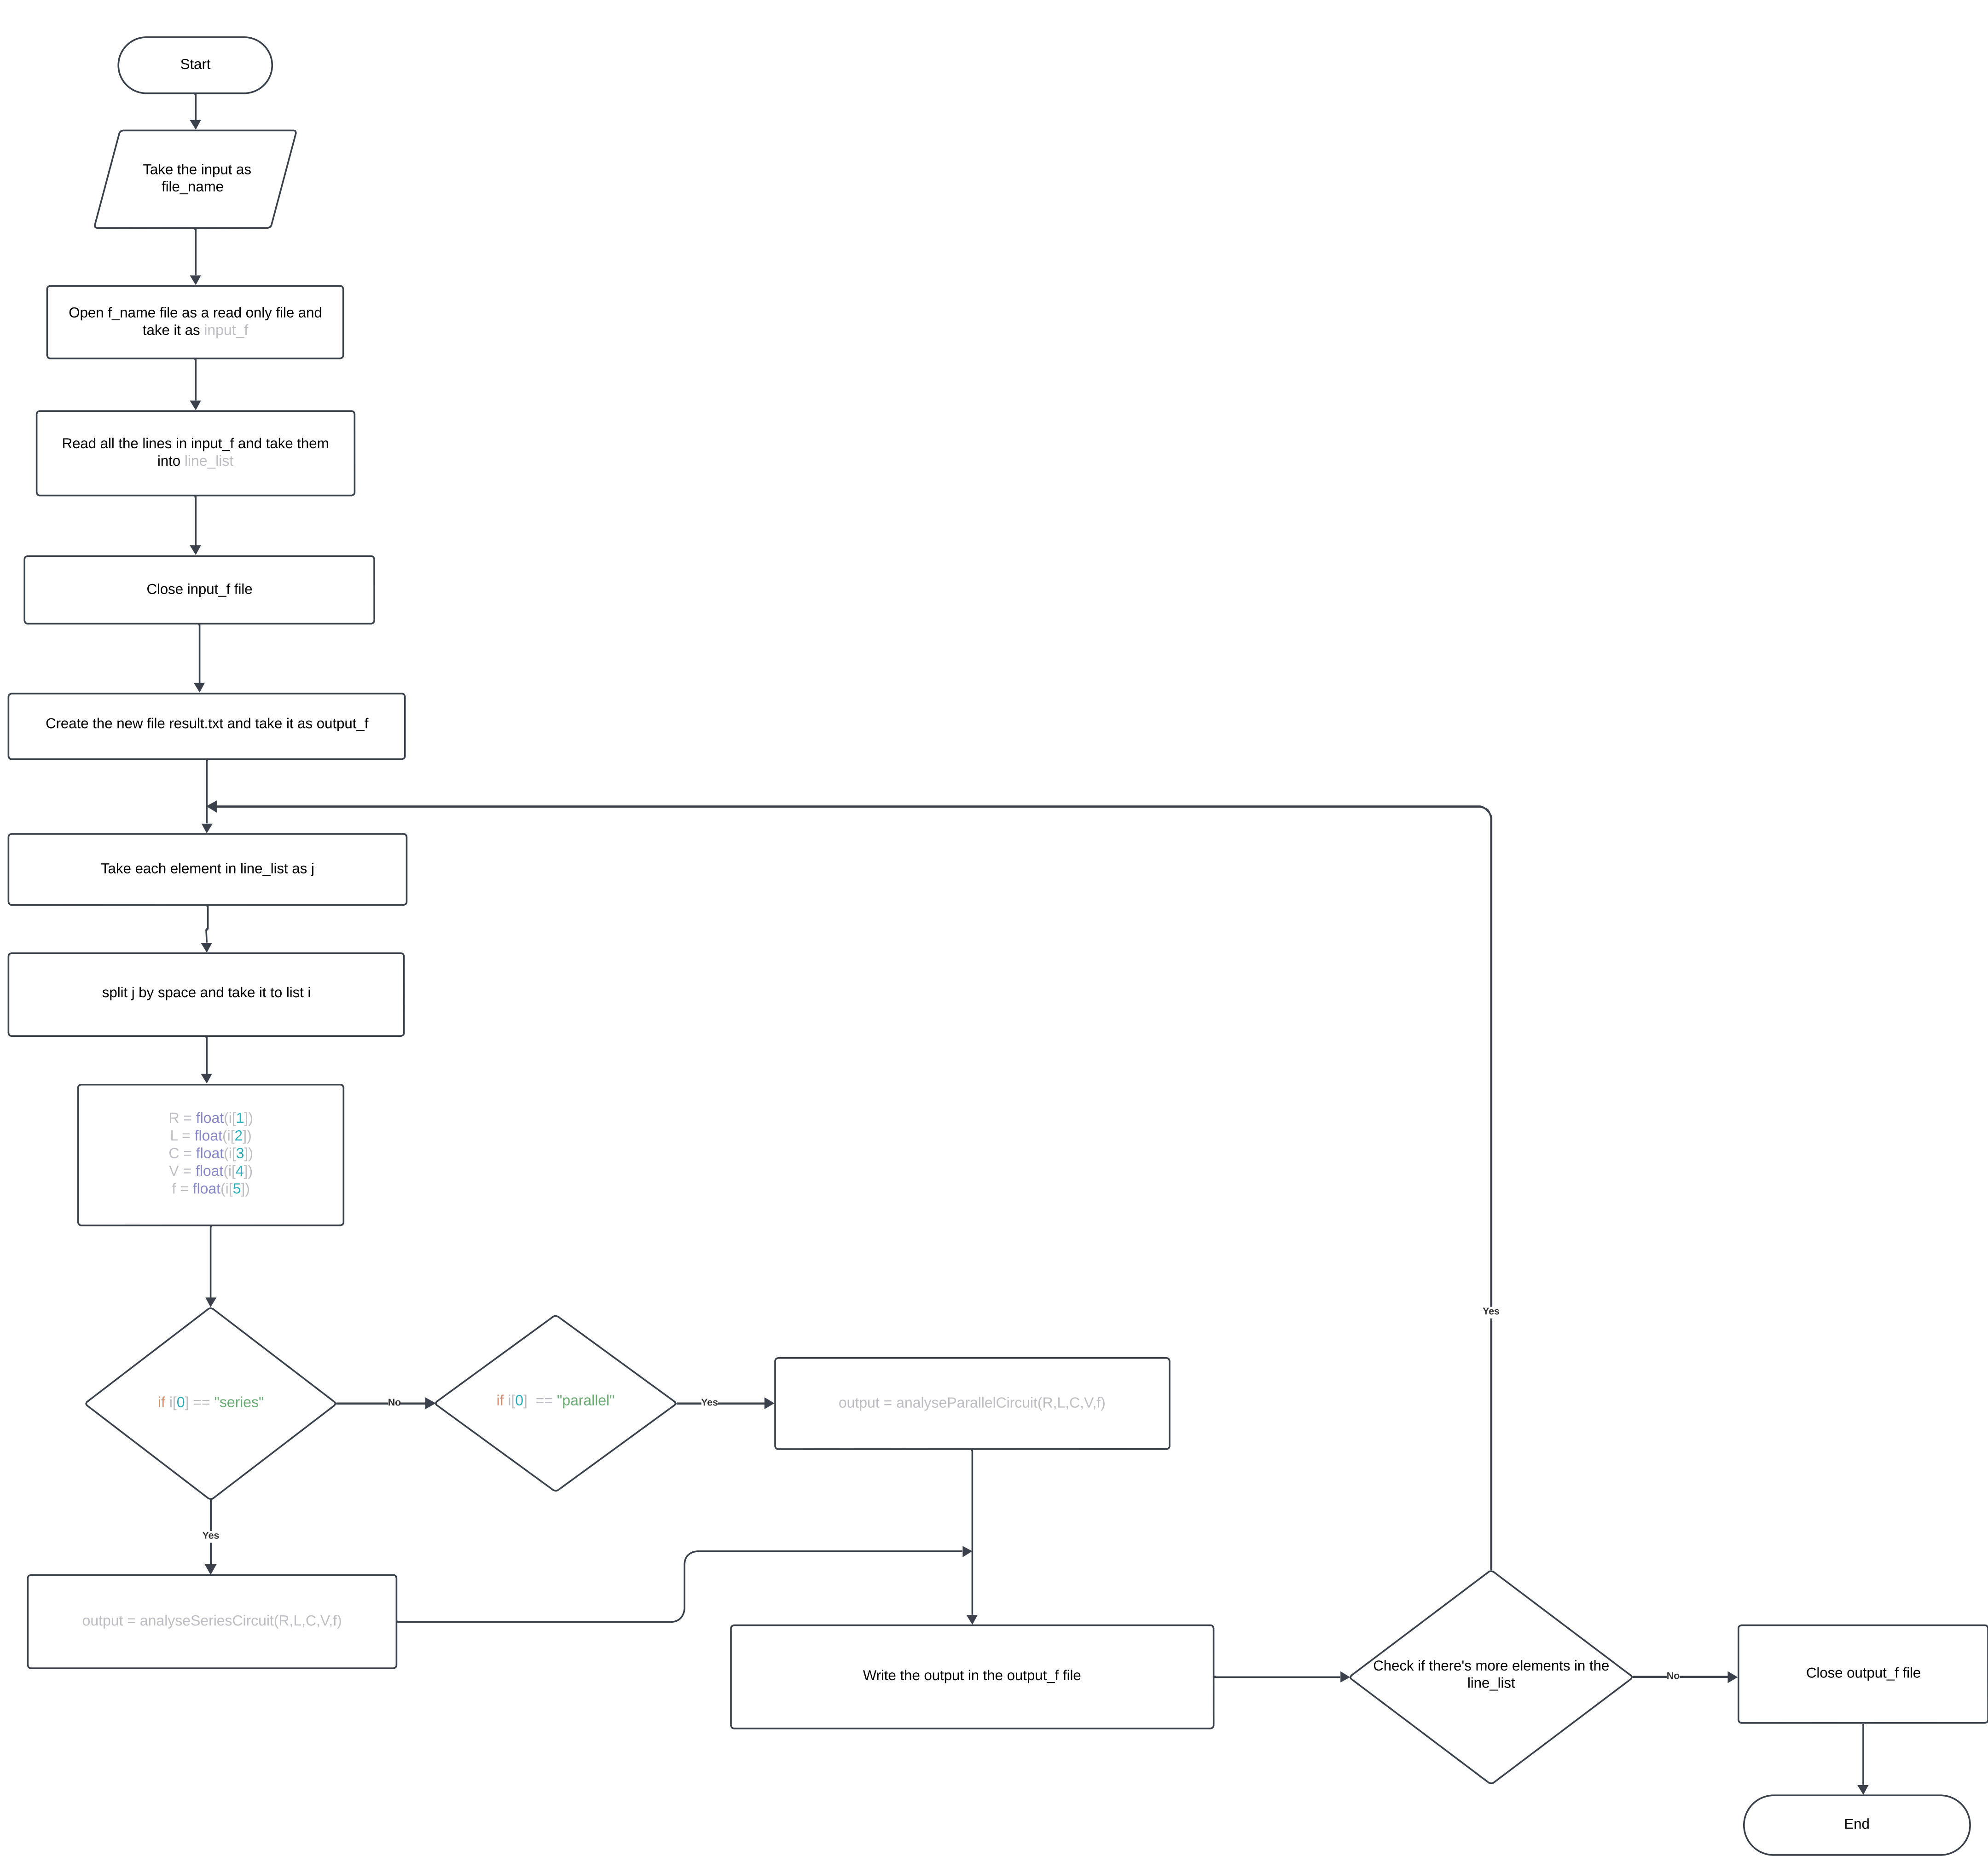 Start
Take the input as
file_name
Open f_name file as a read only file and
take it as input_f
Read all the lines in input_f and take them
into line_list
Close input_f file
Create the new file result.txt and take it as output_f
Take each element in line_list as j
split j by space and take it to list i
R = float(i[1])
L = float(i[2])
C = float(i[3])
V = float(i[4])
f = float(i[5])
if i[0] == "series"
No
if i[0]  == "parallel"
Yes
output = analyseParallelCircuit(R,L,C,V,f)
Yes
Yes
output = analyseSeriesCircuit(R,L,C,V,f)
Write the output in the output_f file
Check if there's more elements in the
line_list
No
Close output_f file
End